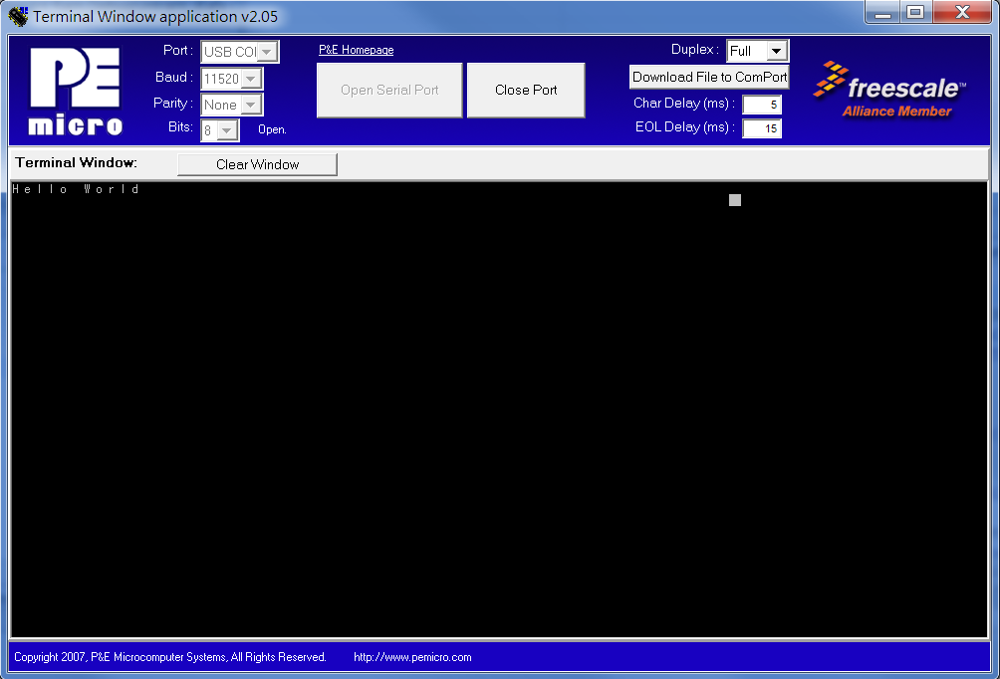 Terminal Window application v2.05
PE
micro
Port: USB COI
Baud: 11520
Parity: None
Bits: 8
Open.
P&E Homepage
Open Serial Port
Close Port
Duplex: Full
Download File to ComPort
Char Delay (ms): 5
EOL Delay (ms): 15
freescale™
Alliance Member
Terminal Window:
Clear Window
Hello World
Copyright 2007, P&E Microcomputer Systems, All Rights Reserved. http://www.pemicro.com